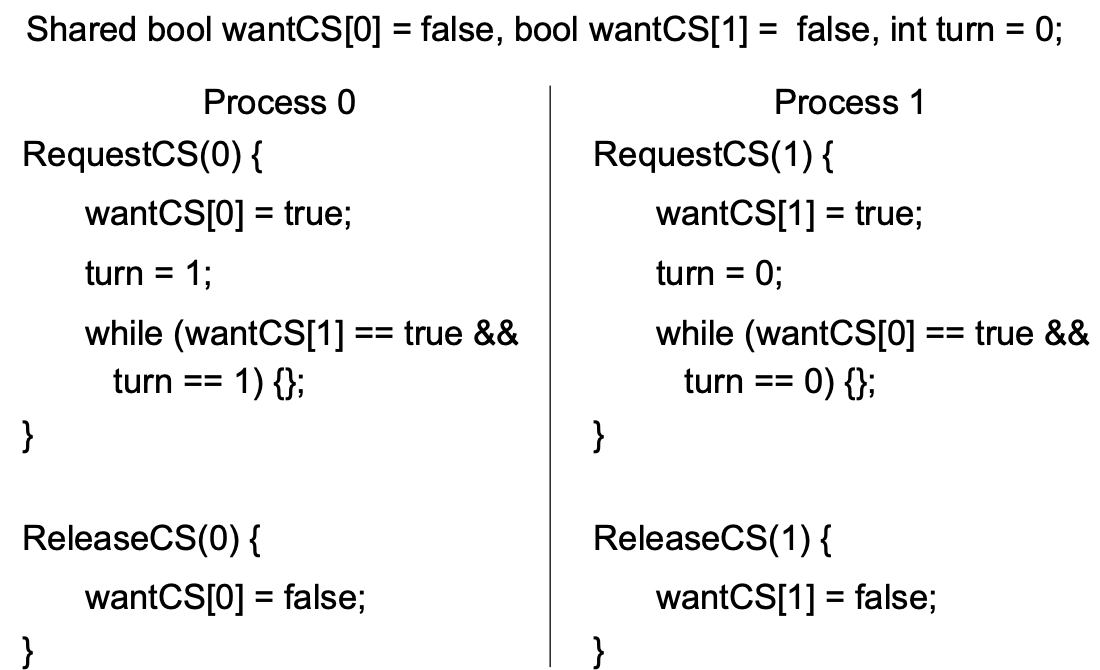 Shared bool wantCS[0] = false, bool wantCS[1] =  false, int turn = 0;
Process 0
RequestCS(0) {
wantCS[0] = true;
turn = 1;
while (wantCS[1] == true &&
turn == 1) {};
}
ReleaseCS(0) {
wantCS[0] = false;
}
Process 1
RequestCS(1) {
wantCS[1] = true;
turn = 0;
while (wantCS[0] == true &&
turn == 0) {};
}
ReleaseCS(1) {
wantCS[1] = false;
}